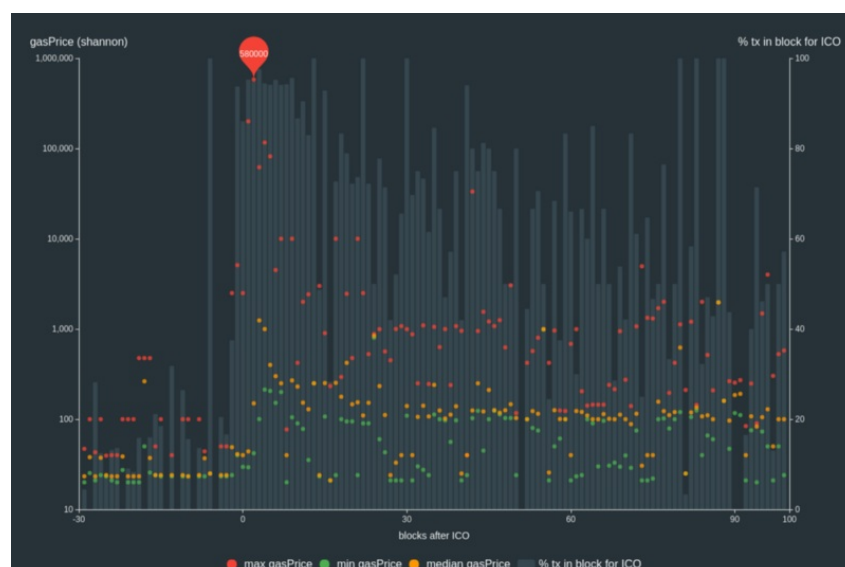 gasPrice (shannon)
% tx in block for ICO
580000
1,000,000
100,000
10,000
1,000
100
10
100
80
60
40
20
0
-30
0
30
60
90
100
blocks after ICO
max gasPrice
min gasPrice
median gasPrice
% tx in block for ICO